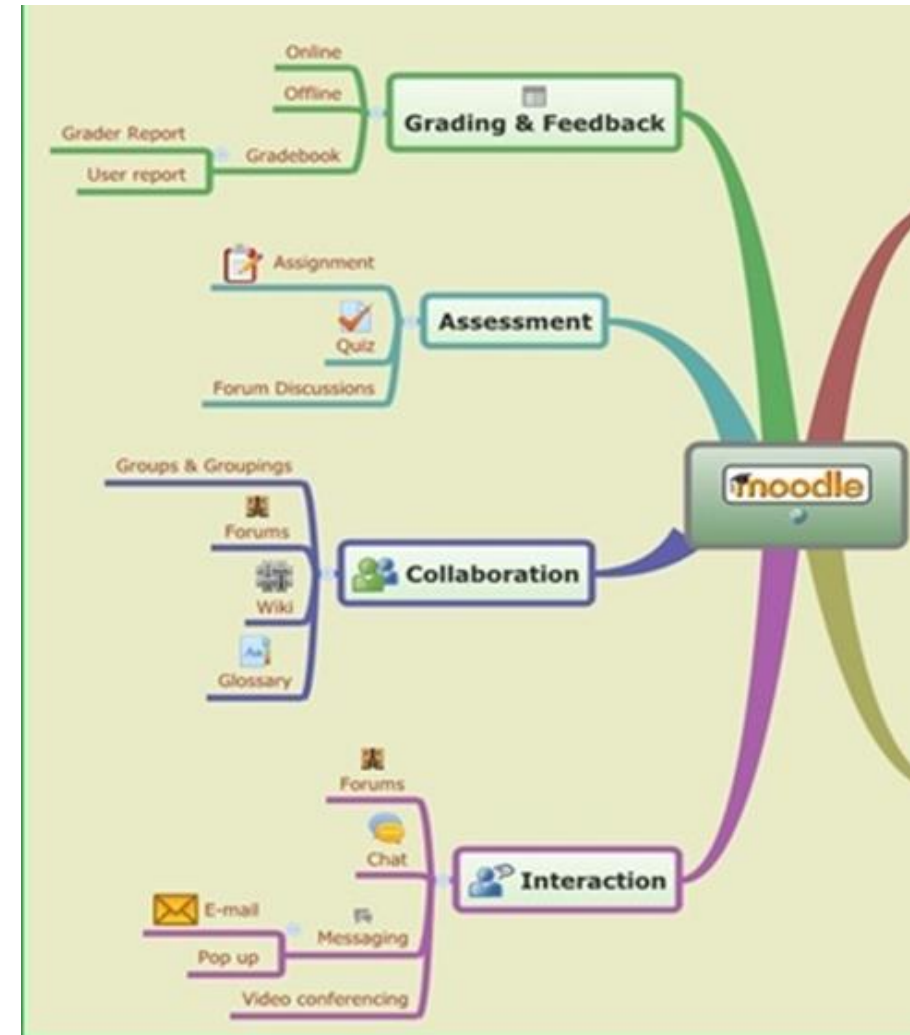 Online
Offline
Grading & Feedback
Grader Report
Gradebook
User report
Assignment
Assessment
Quiz
Forum Discussions
moodle
Groups & Groupings
Forums
Collaboration
Wiki
Glossary
Forums
Chat
Interaction
E-mail
Messaging
Pop up
Video conferencing